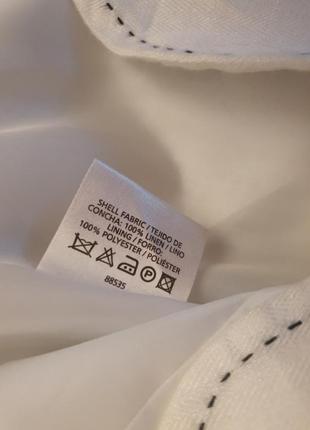 SHELL FABRIC / TEJIDO DE
CONCHA: 100% LINEN / LINO
LINING / FORRO:
100% POLYESTER / POLIÉSTER
P
88535